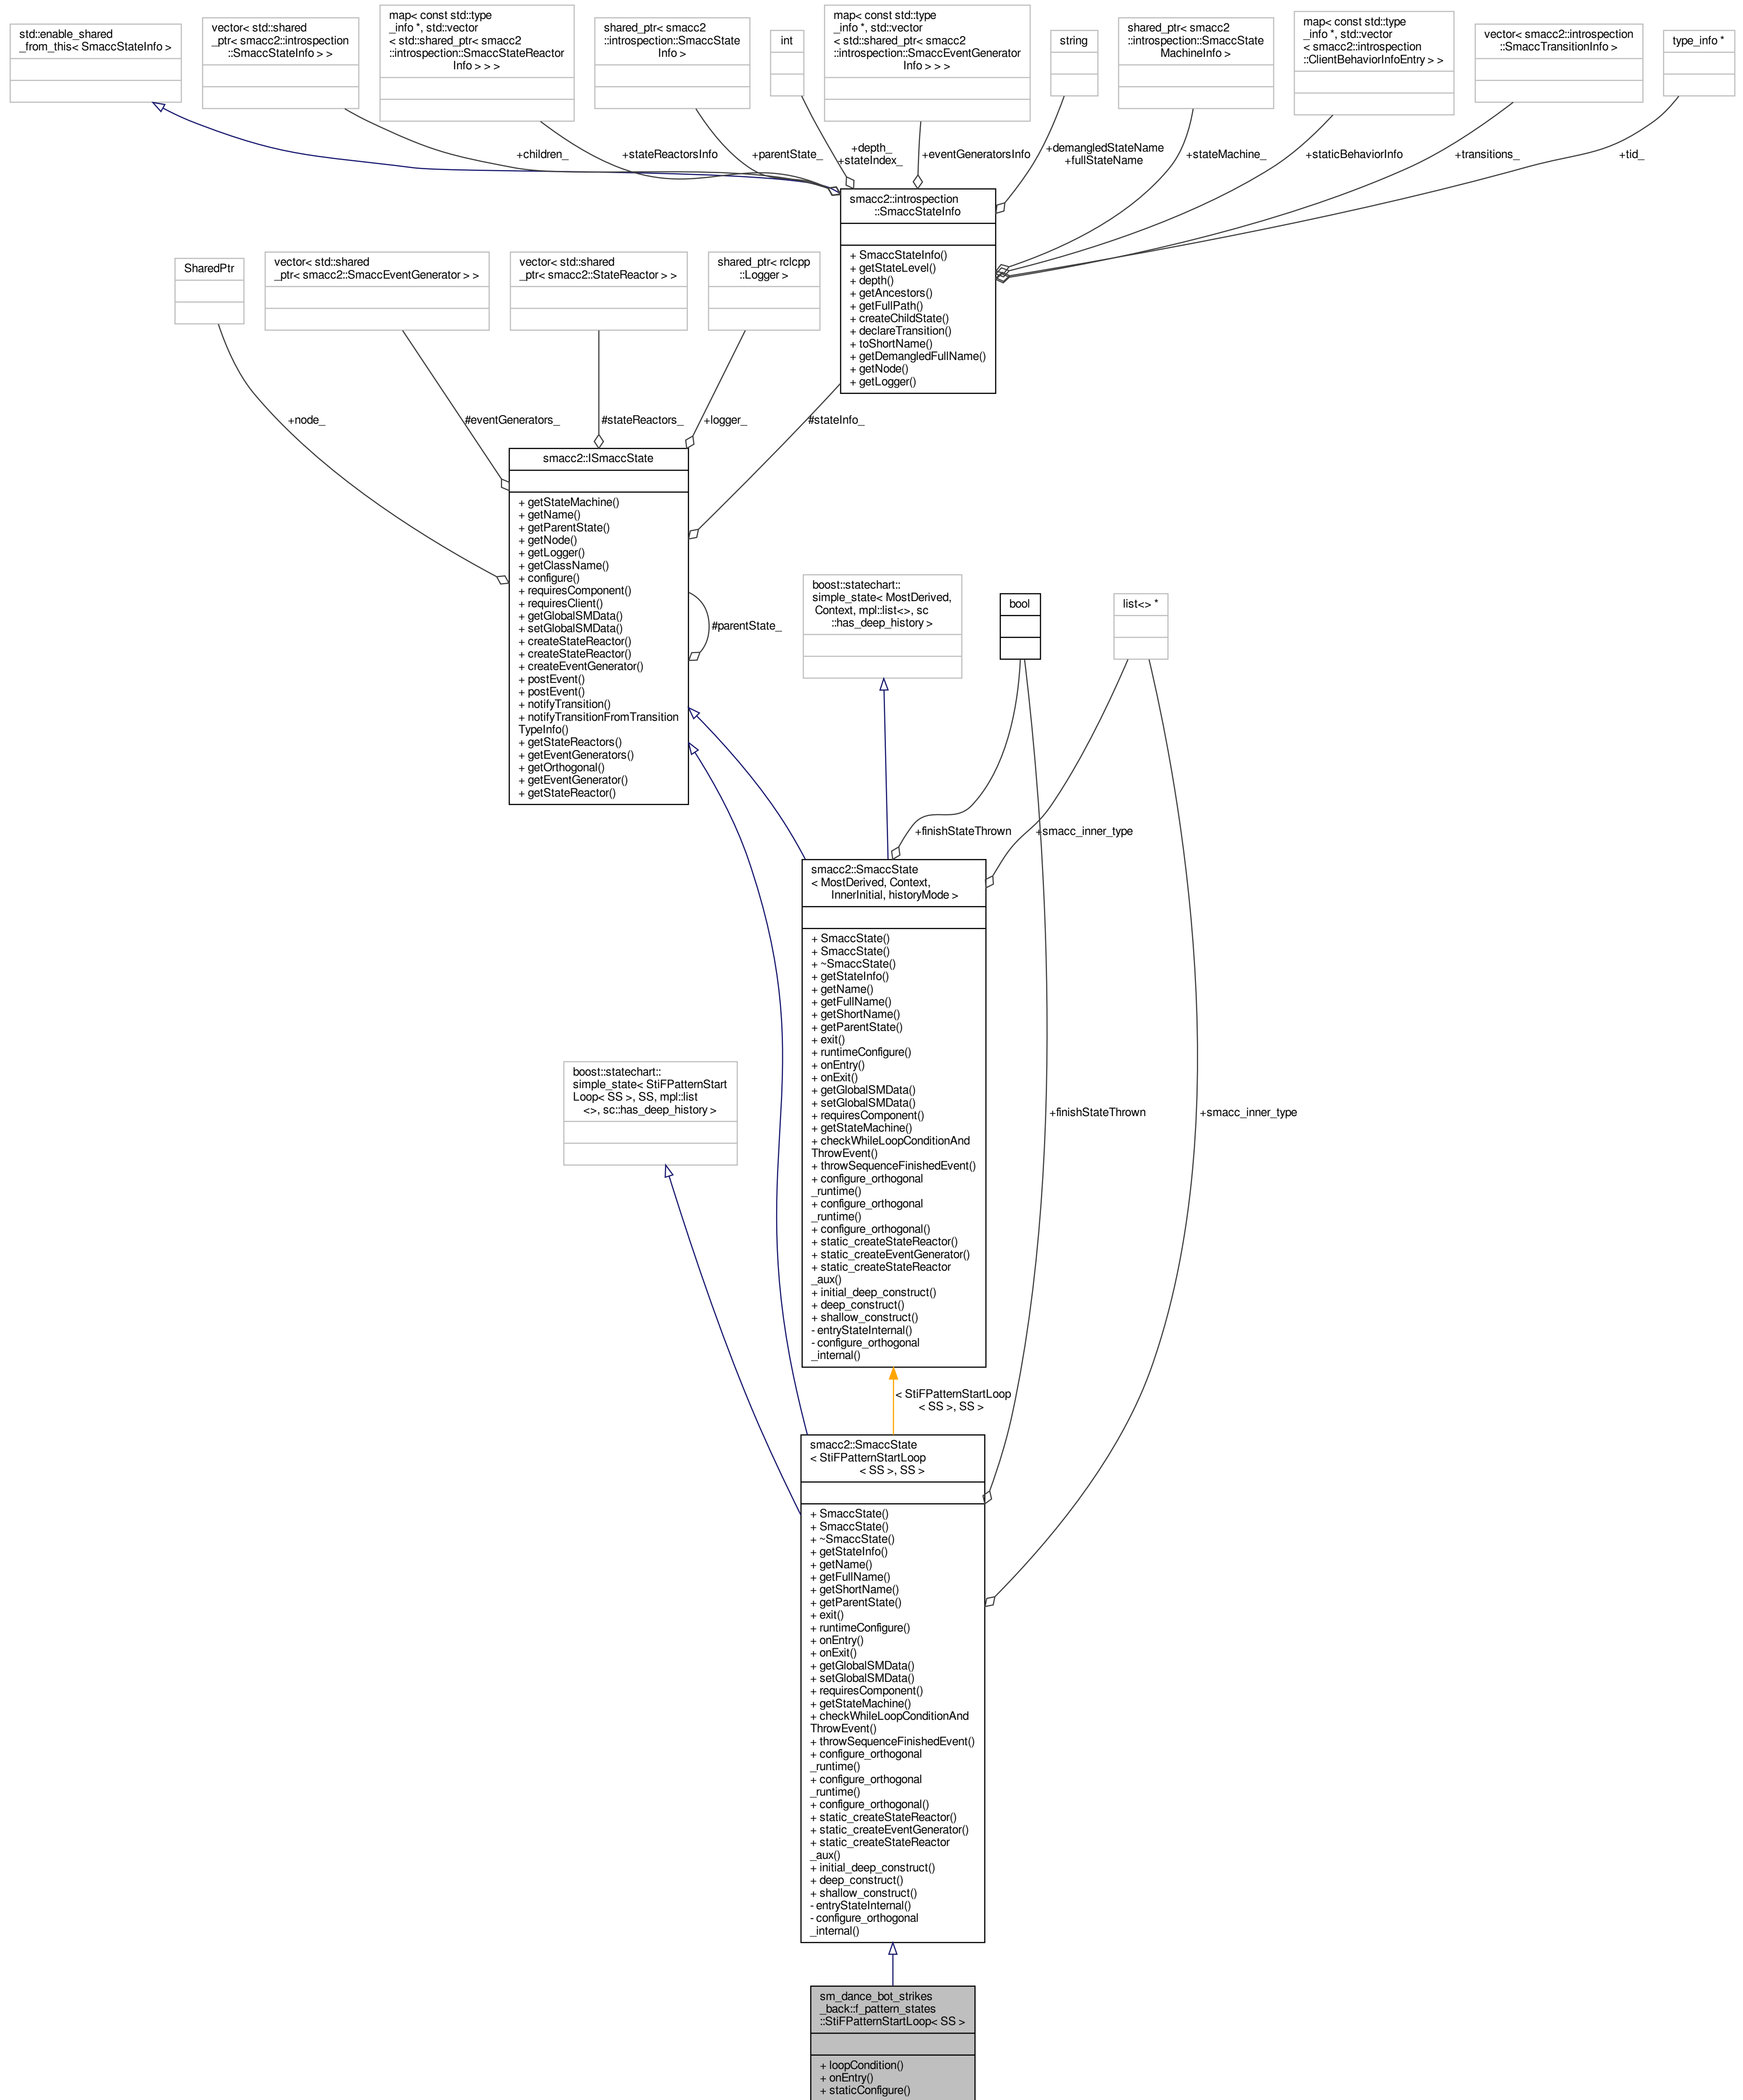 std::enable_shared
_from_this< SmaccStateInfo >
vector< std::shared
_ptr< smacc2::introspection
::SmaccStateInfo > >
map< const std::type
_info *, std::vector
< std::shared_ptr< smacc2
::introspection::SmaccStateReactor
Info > > >
shared_ptr< smacc2
::introspection::SmaccState
Info >
int
map< const std::type
_info *, std::vector
< std::shared_ptr< smacc2
::introspection::SmaccEventGenerator
Info > > >
string
shared_ptr< smacc2
::introspection::SmaccState
MachineInfo >
map< const std::type
_info *, std::vector
< smacc2::introspection
::ClientBehaviorInfoEntry > >
vector< smacc2::introspection
::SmaccTransitionInfo >
type_info *
+children_
+stateReactorsInfo
+parentState_
+depth_
+stateIndex_
+eventGeneratorsInfo
+demangledStateName
+fullStateName
+stateMachine_
+staticBehaviorInfo
+transitions_
+tid_
smacc2::introspection
::SmaccStateInfo
+ SmaccStateInfo()
+ getStateLevel()
+ depth()
+ getAncestors()
+ getFullPath()
+ createChildState()
+ declareTransition()
+ toShortName()
+ getDemangledFullName()
+ getNode()
+ getLogger()
SharedPtr
vector< std::shared
_ptr< smacc2::SmaccEventGenerator > >
vector< std::shared
_ptr< smacc2::StateReactor > >
shared_ptr< rclcpp
::Logger >
+node_
#eventGenerators_
#stateReactors_
+logger_
#stateInfo_
smacc2::ISmaccState
+ getStateMachine()
+ getName()
+ getParentState()
+ getNode()
+ getLogger()
+ getClassName()
+ configure()
+ requiresComponent()
+ requiresClient()
+ getGlobalSMData()
+ setGlobalSMData()
+ createStateReactor()
+ createStateReactor()
+ createEventGenerator()
+ postEvent()
+ postEvent()
+ notifyTransition()
+ notifyTransitionFromTransition
TypeInfo()
+ getStateReactors()
+ getEventGenerators()
+ getOrthogonal()
+ getEventGenerator()
+ getStateReactor()
#parentState_
boost::statechart::
simple_state< MostDerived,
Context, mpl::list<>, sc
::has_deep_history >
bool
list<> *
+finishStateThrown
+smacc_inner_type
smacc2::SmaccState
< MostDerived, Context,
InnerInitial, historyMode >
+ SmaccState()
+ SmaccState()
+ ~SmaccState()
+ getStateInfo()
+ getName()
+ getFullName()
+ getShortName()
+ getParentState()
+ exit()
+ runtimeConfigure()
+ onEntry()
+ onExit()
+ getGlobalSMData()
+ setGlobalSMData()
+ requiresComponent()
+ getStateMachine()
+ checkWhileLoopConditionAnd
ThrowEvent()
+ throwSequenceFinishedEvent()
+ configure_orthogonal
_runtime()
+ configure_orthogonal
_runtime()
+ configure_orthogonal()
+ static_createStateReactor()
+ static_createEventGenerator()
+ static_createStateReactor
_aux()
+ initial_deep_construct()
+ deep_construct()
+ shallow_construct()
- entryStateInternal()
- configure_orthogonal
_internal()
boost::statechart::
simple_state< StiFPatternStart
Loop< SS >, SS, mpl::list
<>, sc::has_deep_history >
+finishStateThrown
+smacc_inner_type
< StiFPatternStartLoop
< SS >, SS >
smacc2::SmaccState
< StiFPatternStartLoop
< SS >, SS >
+ SmaccState()
+ SmaccState()
+ ~SmaccState()
+ getStateInfo()
+ getName()
+ getFullName()
+ getShortName()
+ getParentState()
+ exit()
+ runtimeConfigure()
+ onEntry()
+ onExit()
+ getGlobalSMData()
+ setGlobalSMData()
+ requiresComponent()
+ getStateMachine()
+ checkWhileLoopConditionAnd
ThrowEvent()
+ throwSequenceFinishedEvent()
+ configure_orthogonal
_runtime()
+ configure_orthogonal
_runtime()
+ configure_orthogonal()
+ static_createStateReactor()
+ static_createEventGenerator()
+ static_createStateReactor
_aux()
+ initial_deep_construct()
+ deep_construct()
+ shallow_construct()
- entryStateInternal()
- configure_orthogonal
_internal()
sm_dance_bot_strikes
_back::f_pattern_states
::StiFPatternStartLoop< SS >
+ loopCondition()
+ onEntry()
+ staticConfigure()